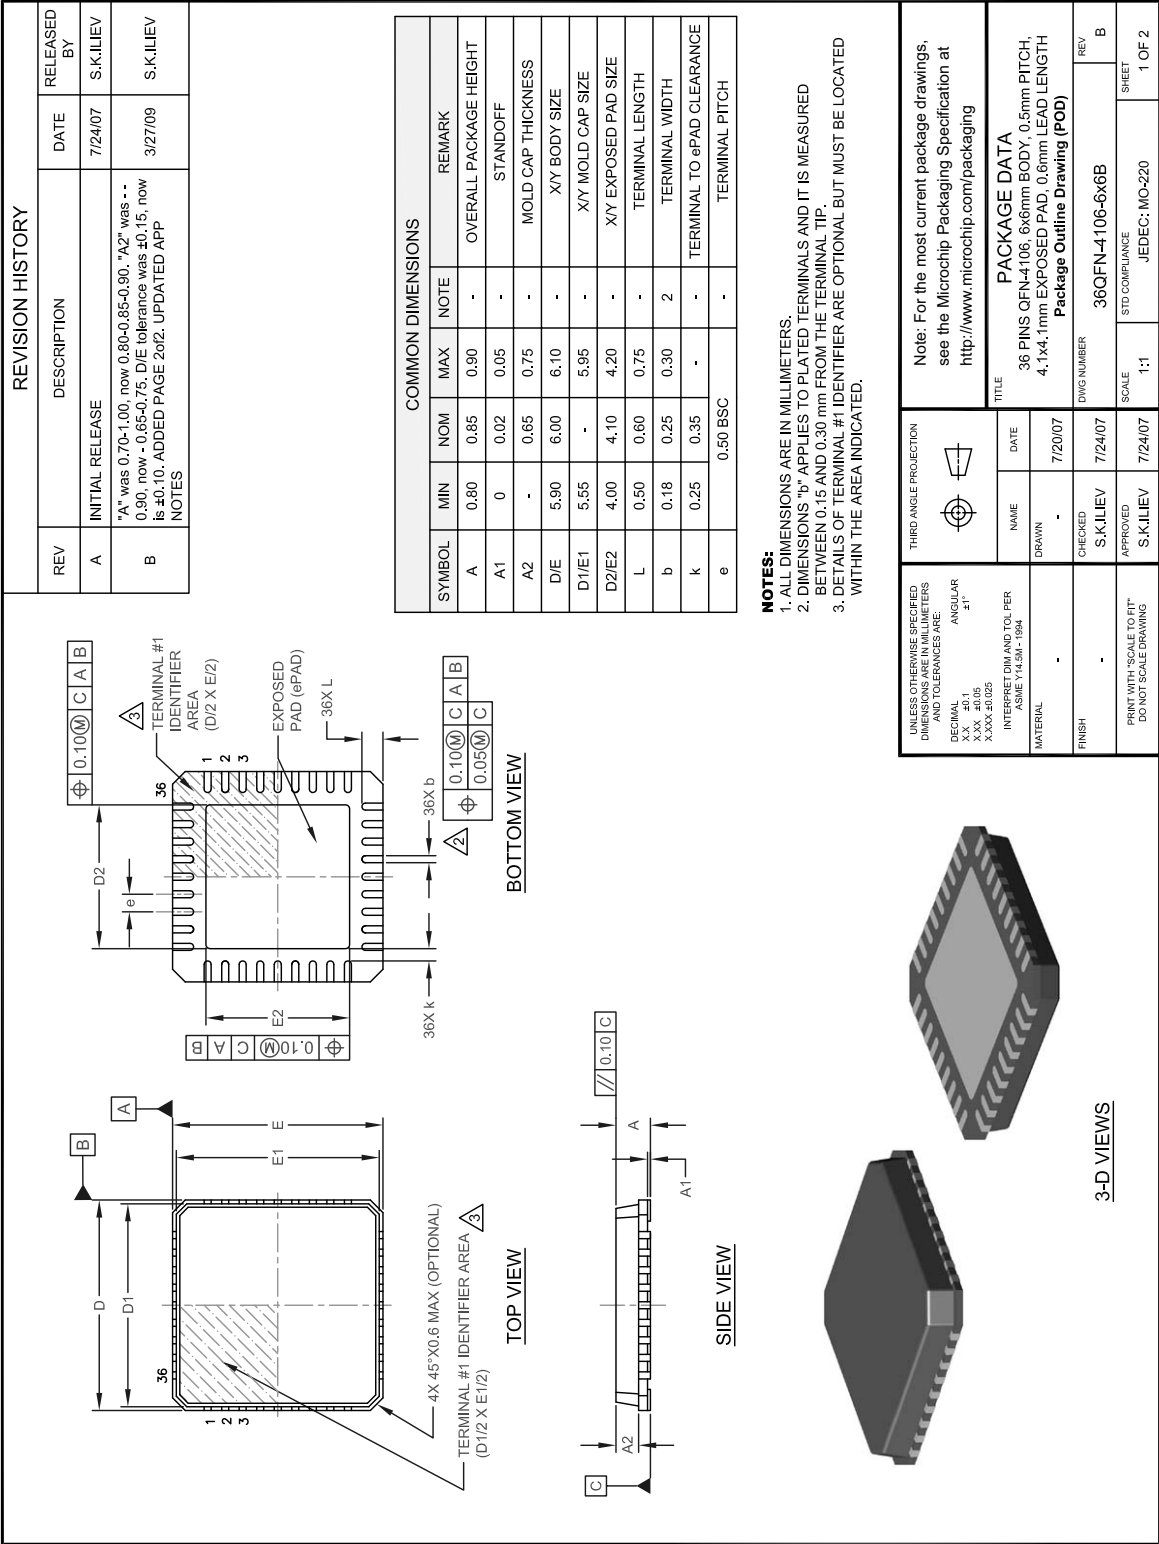 REVISION HISTORY
REV DESCRIPTION DATE RELEASED BY
A INITIAL RELEASE 7/24/07 S.K.ILIEV
B "A" was 0.70-1.00, now 0.80-0.85-0.90. "A2" was - -
0.90, now - 0.65-0.75. D/E tolerance was ±0.15, now
is ±0.10. ADDED PAGE 2of2. UPDATED APP
NOTES 3/27/09 S.K.ILIEV
D
D1
B
A
E1
E
36
1
2
3
4X 45°X0.6 MAX (OPTIONAL)
TERMINAL #1 IDENTIFIER AREA 3
(D1/2 X E1/2)
TOP VIEW
D2
e
⌖ 0.10Ⓜ C A B
3
TERMINAL #1
IDENTIFIER
AREA
(D/2 X E/2)
36
1
2
3
EXPOSED
PAD (ePAD)
36X L
E2
⌖ 0.10Ⓜ C A B
36X k
36X b
2
⌖ 0.10Ⓜ C A B
0.05Ⓜ C
BOTTOM VIEW
C
A2
// 0.10 C
A
A1
SIDE VIEW
3-D VIEWS
COMMON DIMENSIONS
SYMBOL MIN NOM MAX NOTE REMARK
A 0.80 0.85 0.90 - OVERALL PACKAGE HEIGHT
A1 0 0.02 0.05 - STANDOFF
A2 - 0.65 0.75 - MOLD CAP THICKNESS
D/E 5.90 6.00 6.10 - X/Y BODY SIZE
D1/E1 5.55 - 5.95 - X/Y MOLD CAP SIZE
D2/E2 4.00 4.10 4.20 - X/Y EXPOSED PAD SIZE
L 0.50 0.60 0.75 - TERMINAL LENGTH
b 0.18 0.25 0.30 2 TERMINAL WIDTH
k 0.25 0.35 - - TERMINAL TO ePAD CLEARANCE
e 0.50 BSC - TERMINAL PITCH
NOTES:
1. ALL DIMENSIONS ARE IN MILLIMETERS.
2. DIMENSIONS "b" APPLIES TO PLATED TERMINALS AND IT IS MEASURED
BETWEEN 0.15 AND 0.30 mm FROM THE TERMINAL TIP.
3. DETAILS OF TERMINAL #1 IDENTIFIER ARE OPTIONAL BUT MUST BE LOCATED
WITHIN THE AREA INDICATED.
UNLESS OTHERWISE SPECIFIED
DIMENSIONS ARE IN MILLIMETERS
AND TOLERANCES ARE:
DECIMAL ANGULAR
X.X ±0.1 ±1°
X.XX ±0.05
X.XXX ±0.025
INTERPRET DIM AND TOL PER
ASME Y14.5M - 1994
MATERIAL
-
FINISH
-
PRINT WITH "SCALE TO FIT"
DO NOT SCALE DRAWING
THIRD ANGLE PROJECTION
NAME DATE
DRAWN
- 7/20/07
CHECKED
S.K.ILIEV 7/24/07
APPROVED
S.K.ILIEV 7/24/07
Note: For the most current package drawings,
see the Microchip Packaging Specification at
http://www.microchip.com/packaging
TITLE
PACKAGE DATA
36 PINS QFN-4106, 6x6mm BODY, 0.5mm PITCH,
4.1x4.1mm EXPOSED PAD, 0.6mm LEAD LENGTH
Package Outline Drawing (POD)
DWG NUMBER
36QFN-4106-6x6B
REV
B
SCALE
1:1
STD COMPLIANCE
JEDEC: MO-220
SHEET
1 OF 2